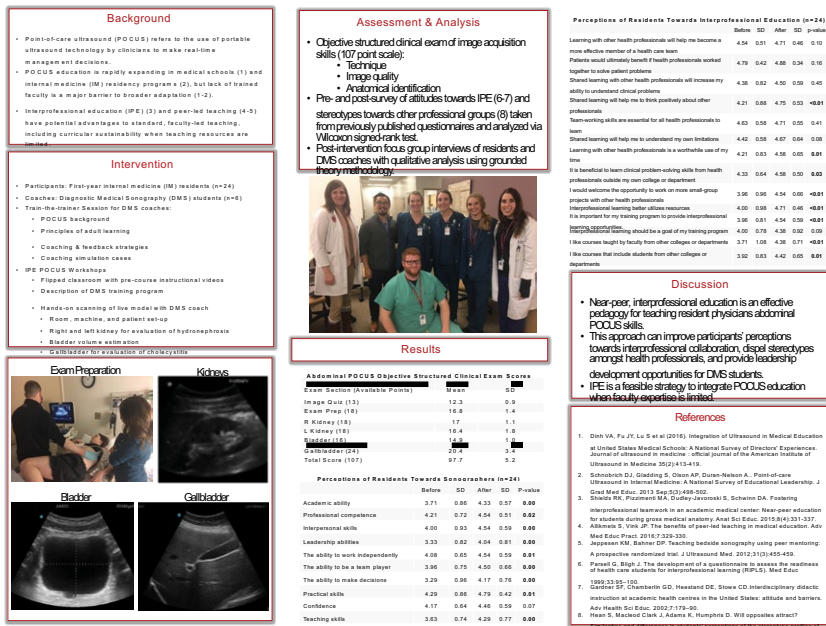 Background
• Point-of-care ultrasound (POCUS) refers to the use of portable
ultrasound technology by clinicians to make real-time
management decisions.
• POCUS education is rapidly expanding in medical schools (1) and
internal medicine (IM) residency programs (2), but lack of trained
faculty is a major barrier to broader adaptation (1-2).
• Interprofessional education (IPE) (3) and peer-led teaching (4-5)
have potential advantages to standard, faculty-led teaching,
including curricular sustainability when teaching resources are
limited.
Intervention
• Participants: First-year internal medicine (IM) residents (n=24)
• Coaches: Diagnostic Medical Sonography (DMS) students (n=6)
• Train-the-trainer Session for DMS coaches:
• POCUS background
• Principles of adult learning
• Coaching & feedback strategies
• Coaching simulation cases
• IPE POCUS Workshops
• Flipped classroom with pre-course instructional videos
• Description of DMS training program
• Hands-on scanning of live model with DMS coach
• Room, machine, and patient set-up
• Right and left kidney for evaluation of hydronephrosis
• Bladder volume estimation
• Gallbladder for evaluation of cholecystitis
Exam Preparation
Kidneys
Bladder
Gallbladder
Assessment & Analysis
• Objective structured clinical exam of image acquisition
skills (107 point scale):
• Technique
• Image quality
• Anatomical identification
• Pre- and post-survey of attitudes towards IPE (6-7) and
stereotypes towards other professional groups (8) taken
from previously published questionnaires and analyzed via
Wilcoxon signed-rank test.
• Post-intervention focus group interviews of residents and
DMS coaches with qualitative analysis using grounded
theory methodology.
Results
Abdominal POCUS Objective Structured Clinical Exam Scores
Exam Section (Available Points) Mean SD
Image Quiz (13) 12.3 0.9
Exam Prep (18) 16.8 1.4
R Kidney (18) 17 1.1
L Kidney (18) 16.4 1.8
Bladder (16) 14.9 1.0
Gallbladder (24) 20.4 3.4
Total Score (107) 97.7 5.2
Perceptions of Residents Towards Sonographers (n=24)
Before SD After SD P-value
Academic ability 3.71 0.86 4.33 0.57 0.00
Professional competence 4.21 0.72 4.54 0.51 0.02
Interpersonal skills 4.00 0.93 4.54 0.59 0.00
Leadership abilities 3.33 0.82 4.04 0.81 0.00
The ability to work independently 4.08 0.65 4.54 0.59 0.01
The ability to be a team player 3.96 0.75 4.50 0.66 0.00
The ability to make decisions 3.29 0.96 4.17 0.76 0.00
Practical skills 4.29 0.86 4.79 0.42 0.01
Confidence 4.17 0.64 4.46 0.59 0.07
Teaching skills 3.63 0.74 4.29 0.77 0.00
Perceptions of Residents Towards Interprofessional Education (n=24)
Before SD After SD p-value
Learning with other health professionals will help me become a
more effective member of a health care team 4.54 0.51 4.71 0.46 0.10
Patients would ultimately benefit if health professionals worked
together to solve patient problems 4.79 0.42 4.88 0.34 0.16
Shared learning with other health professionals will increase my
ability to understand clinical problems 4.38 0.82 4.50 0.59 0.45
Shared learning will help me to think positively about other
professionals 4.21 0.88 4.75 0.53 <0.01
Team-working skills are essential for all health professionals to
learn 4.63 0.58 4.71 0.55 0.41
Shared learning will help me to understand my own limitations 4.42 0.58 4.67 0.64 0.08
Learning with other health professionals is a worthwhile use of my
time 4.21 0.83 4.58 0.65 0.01
It is beneficial to learn clinical problem-solving skills from health
professionals outside my own college or department 4.33 0.64 4.58 0.50 0.03
I would welcome the opportunity to work on more small-group
projects with other health professionals 3.96 0.96 4.54 0.66 <0.01
Interprofessional learning better utilizes resources 4.00 0.98 4.71 0.46 <0.01
It is important for my training program to provide interprofessional
learning opportunities. 3.96 0.81 4.54 0.59 <0.01
Interprofessional learning should be a goal of my training program 4.00 0.78 4.38 0.92 0.09
I like courses taught by faculty from other colleges or departments 3.71 1.08 4.38 0.71 <0.01
I like courses that include students from other colleges or
departments 3.92 0.83 4.42 0.65 0.01
Discussion
• Near-peer, interprofessional education is an effective
pedagogy for teaching resident physicians abdominal
POCUS skills.
• This approach can improve participants' perceptions
towards interprofessional collaboration, dispel stereotypes
amongst health professionals, and provide leadership
development opportunities for DMS students.
• IPE is a feasible strategy to integrate POCUS education
when faculty expertise is limited.
References
1. Dinh VA, Fu JY, Lu S et al (2016). Integration of Ultrasound in Medical Education
at United States Medical Schools: A National Survey of Directors' Experiences.
Journal of ultrasound in medicine : official journal of the American Institute of
Ultrasound in Medicine 35(2):413-419.
2. Schnobrich DJ, Gladding S, Olson AP, Duran-Nelson A.. Point-of-care
Ultrasound in Internal Medicine: A National Survey of Educational Leadership. J
Grad Med Educ. 2013 Sep;5(3):498-502.
3. Shields RK, Pizzimenti MA, Dudley-Javoroski S, Schwinn DA. Fostering
interprofessional teamwork in an academic medical center: Near-peer education
for students during gross medical anatomy. Anat Sci Educ. 2015;8(4):331-337.
4. Allikmets S, Vink JP. The benefits of peer-led teaching in medical education. Adv
Med Educ Pract. 2016;7:329-330.
5. Jeppesen KM, Bahner DP. Teaching bedside sonography using peer mentoring:
A prospective randomized trial. J Ultrasound Med. 2012;31(3):455-459.
6. Parsell G, Bligh J. The development of a questionnaire to assess the readiness
of health care students for interprofessional learning (RIPLS). Med Educ
1999;33:95–100.
7. Gardner SF, Chamberlin GD, Heestand DE, Stowe CD.Interdisciplinary didactic
instruction at academic health centers in the United States: attitude and barriers.
Adv Health Sci Educ. 2002;7:179–90.
8. Hean S, Macleod Clark J, Adams K, Humphris D. Will opposites attract?